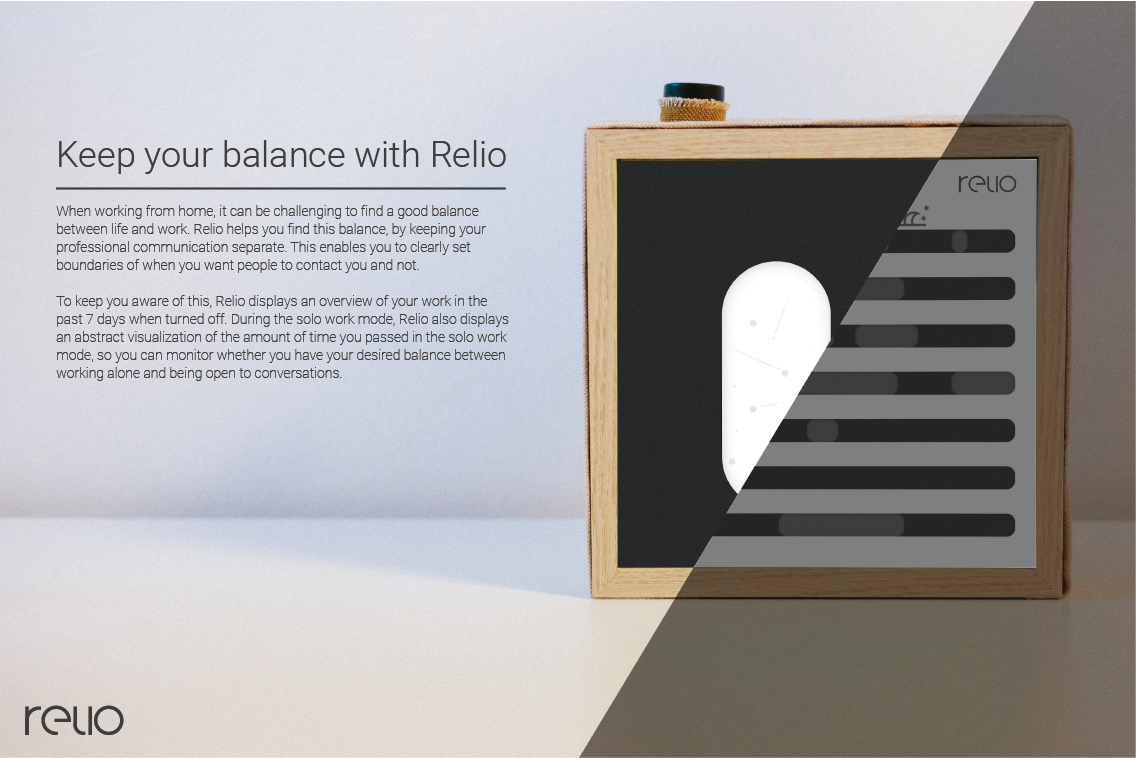 Keep your balance with Relio
When working from home, it can be challenging to find a good balance
between life and work. Relio helps you find this balance, by keeping your
professional communication separate. This enables you to clearly set
boundaries of when you want people to contact you and not.
To keep you aware of this, Relio displays an overview of your work in the
past 7 days when turned off. During the solo work mode, Relio also displays
an abstract visualization of the amount of time you passed in the solo work
mode, so you can monitor whether you have your desired balance between
working alone and being open to conversations.
relio
relio